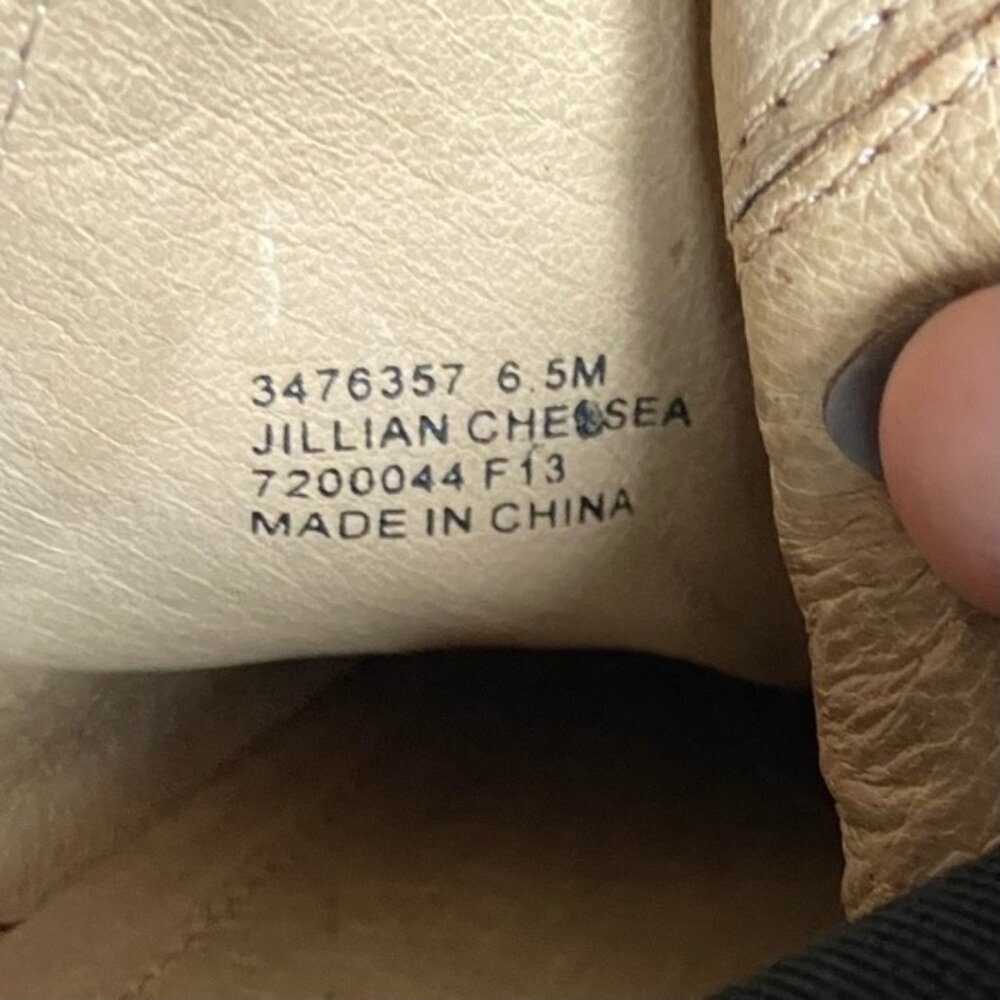 3476357 6.5M
JILLIAN CHELSEA
7200044 F13
MADE IN CHINA